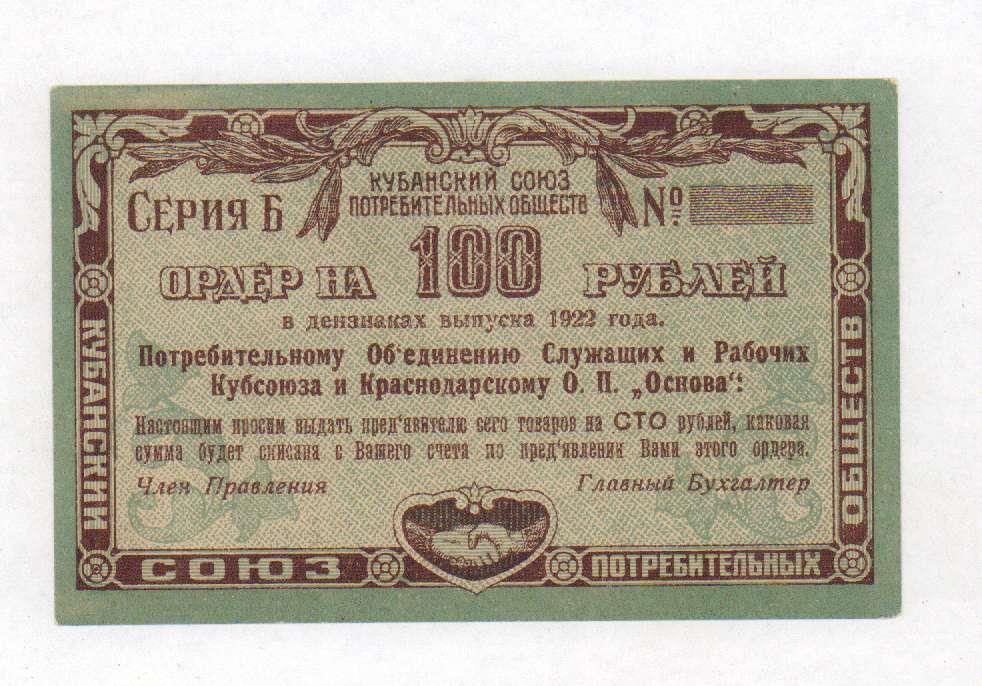 КУБАНСКИЙ СОЮЗ
ПОТРЕБИТЕЛЬНЫХ ОБЩЕСТВ
СЕРИЯ Б
№
ОРДЕР НА 100 РУБЛЕЙ
в дензнаках выпуска 1922 года.
Потребительному Об'единению Служащих и Рабочих
Кубсоюза и Краснодарскому О. П. „Основа“:
Настоящим просим выдать пред'явителю сего товаров на СТО рублей, каковая
сумма будет списана с Вашего счета по пред'явлении Вами этого ордера.
Член Правления
Главный Бухгалтер
КУБАНСКИЙ
СОЮЗ
ПОТРЕБИТЕЛЬНЫХ
ОБЩЕСТВ